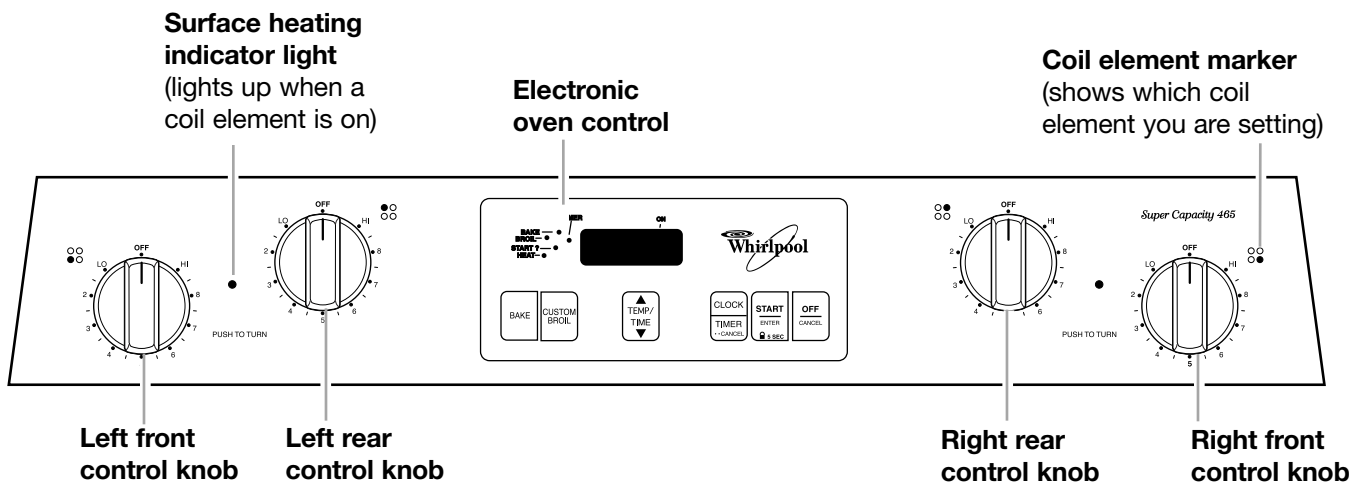 Surface heating
indicator light
(lights up when a
coil element is on)
Electronic
oven control
Coil element marker
(shows which coil
element you are setting)
OFF
LO
HI
2
8
3
7
4
6
PUSH TO TURN
OFF
LO
HI
2
8
3
7
4
5
6
BAKE
BROIL
START ?
HEAT
ON
Whirlpool
BAKE
CUSTOM
BROIL
TEMP/
TIME
CLOCK
TIMER
CANCEL
START
ENTER
5 SEC
OFF
CANCEL
OFF
LO
HI
2
8
3
7
4
6
PUSH TO TURN
Super Capacity 465
OFF
LO
HI
2
8
3
7
4
5
6
Left front
control knob
Left rear
control knob
Right rear
control knob
Right front
control knob